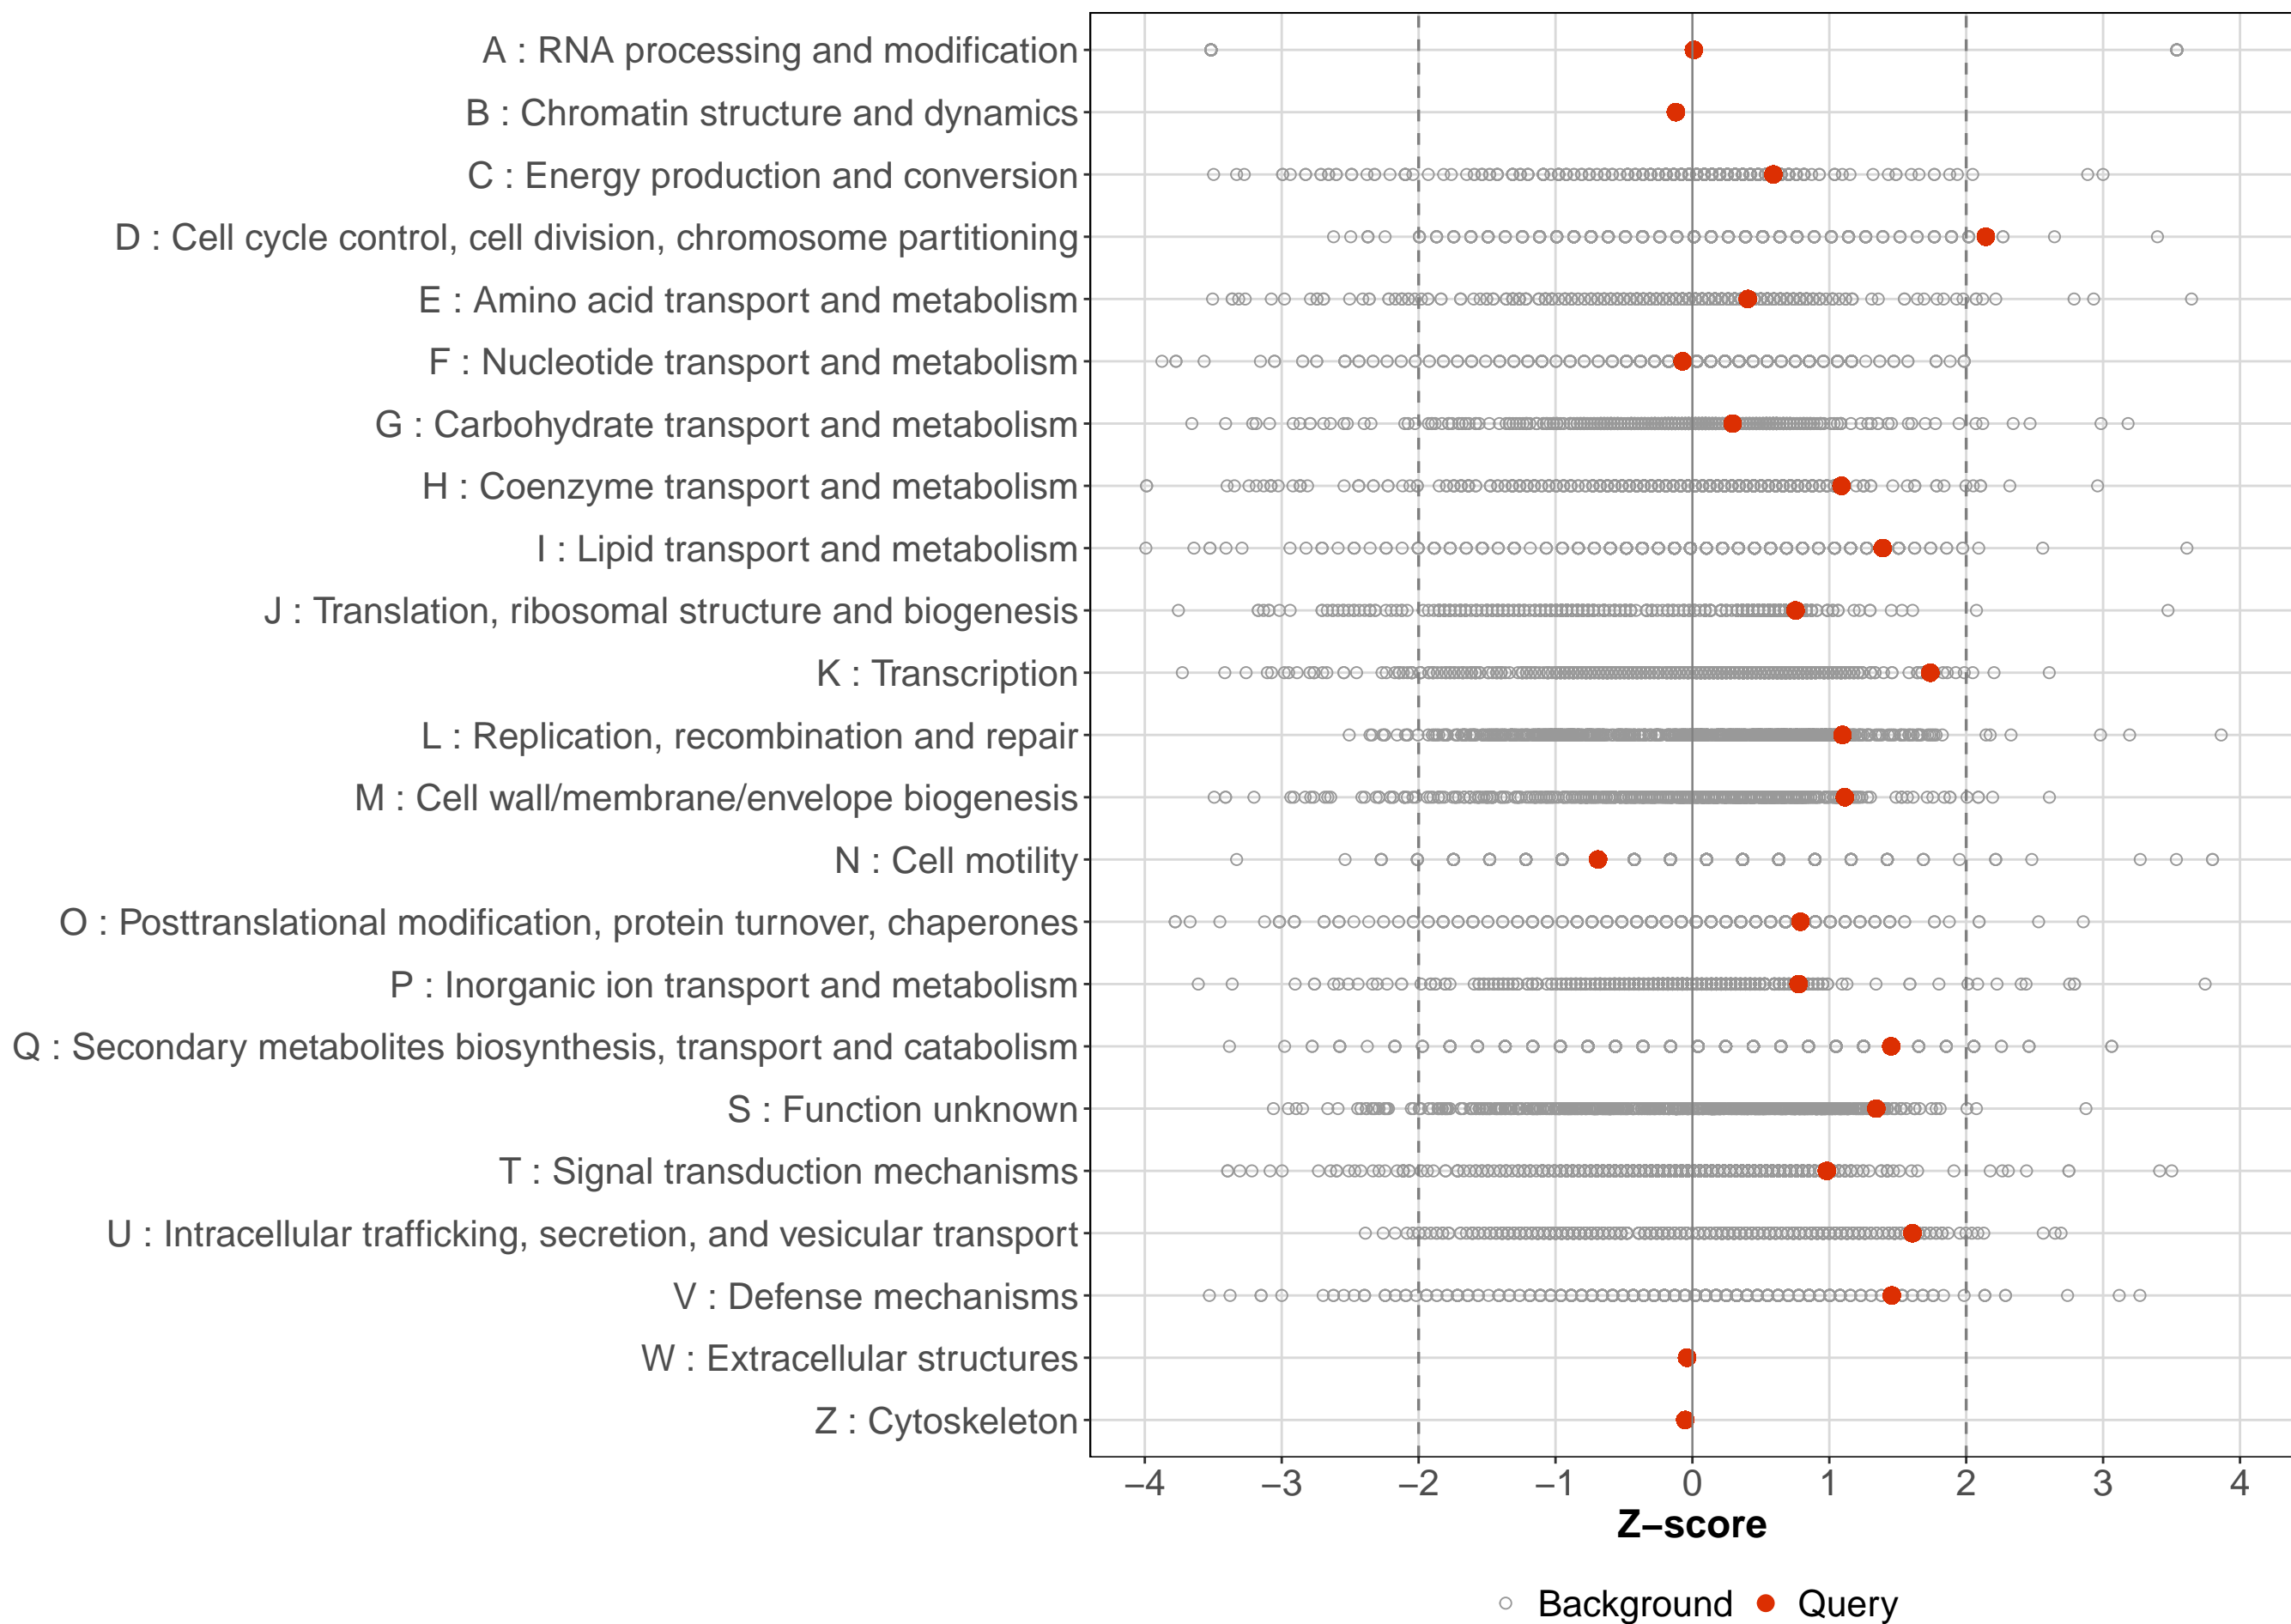 A : RNA processing and modification
B : Chromatin structure and dynamics
C : Energy production and conversion
D : Cell cycle control, cell division, chromosome partitioning
E : Amino acid transport and metabolism
F : Nucleotide transport and metabolism
G : Carbohydrate transport and metabolism
H : Coenzyme transport and metabolism
I : Lipid transport and metabolism
J : Translation, ribosomal structure and biogenesis
K : Transcription
L : Replication, recombination and repair
M : Cell wall/membrane/envelope biogenesis
N : Cell motility
O : Posttranslational modification, protein turnover, chaperones
P : Inorganic ion transport and metabolism
Q : Secondary metabolites biosynthesis, transport and catabolism
S : Function unknown
T : Signal transduction mechanisms
U : Intracellular trafficking, secretion, and vesicular transport
V : Defense mechanisms
W : Extracellular structures
Z : Cytoskeleton
−4 −3 −2 −1 0 1 2 3 4
Z−score
Background Query